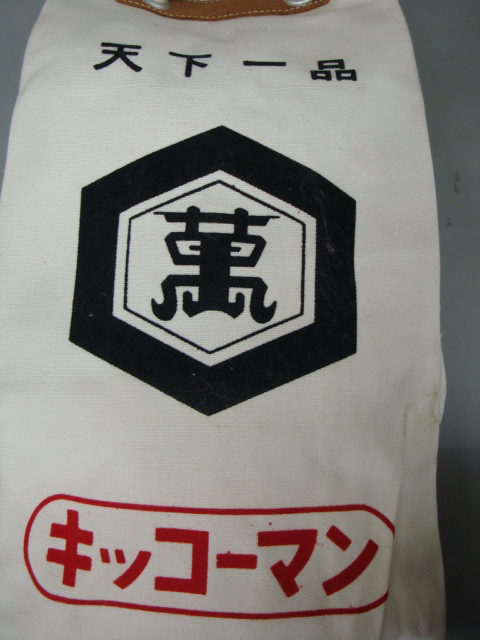 天下一品
萬
キッコーマン